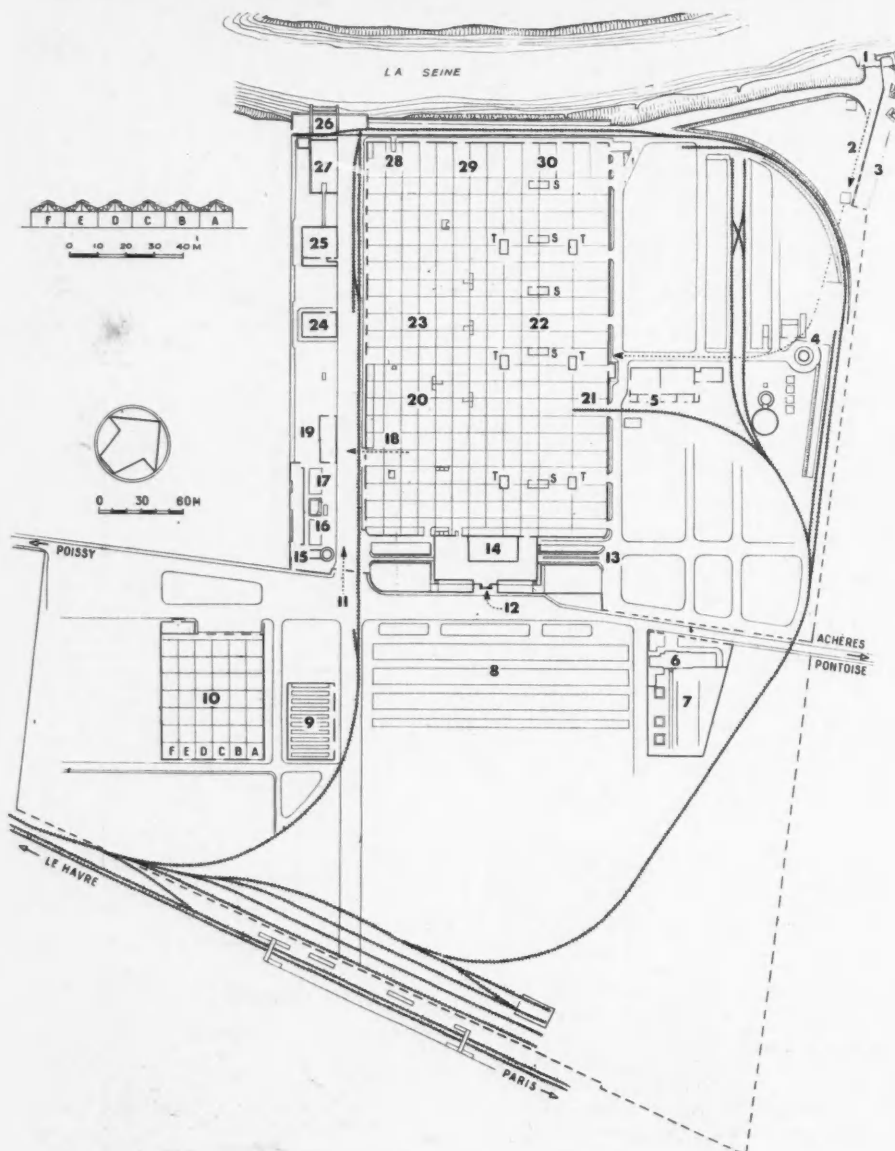 LA SEINE
1
26
2
28 29 30
27
3
S
F E D C B A
T S T
0 10 20 30 40 M
25
S
24
23 22
4
S
T T
21 5
20
19 18
17
T S T
0 30 60 M
16
14
15 13
POISSY
11
12
ACHÈRES
PONTOISE
6
8
10
7
9
F E D C B A
LE HAVRE
PARIS